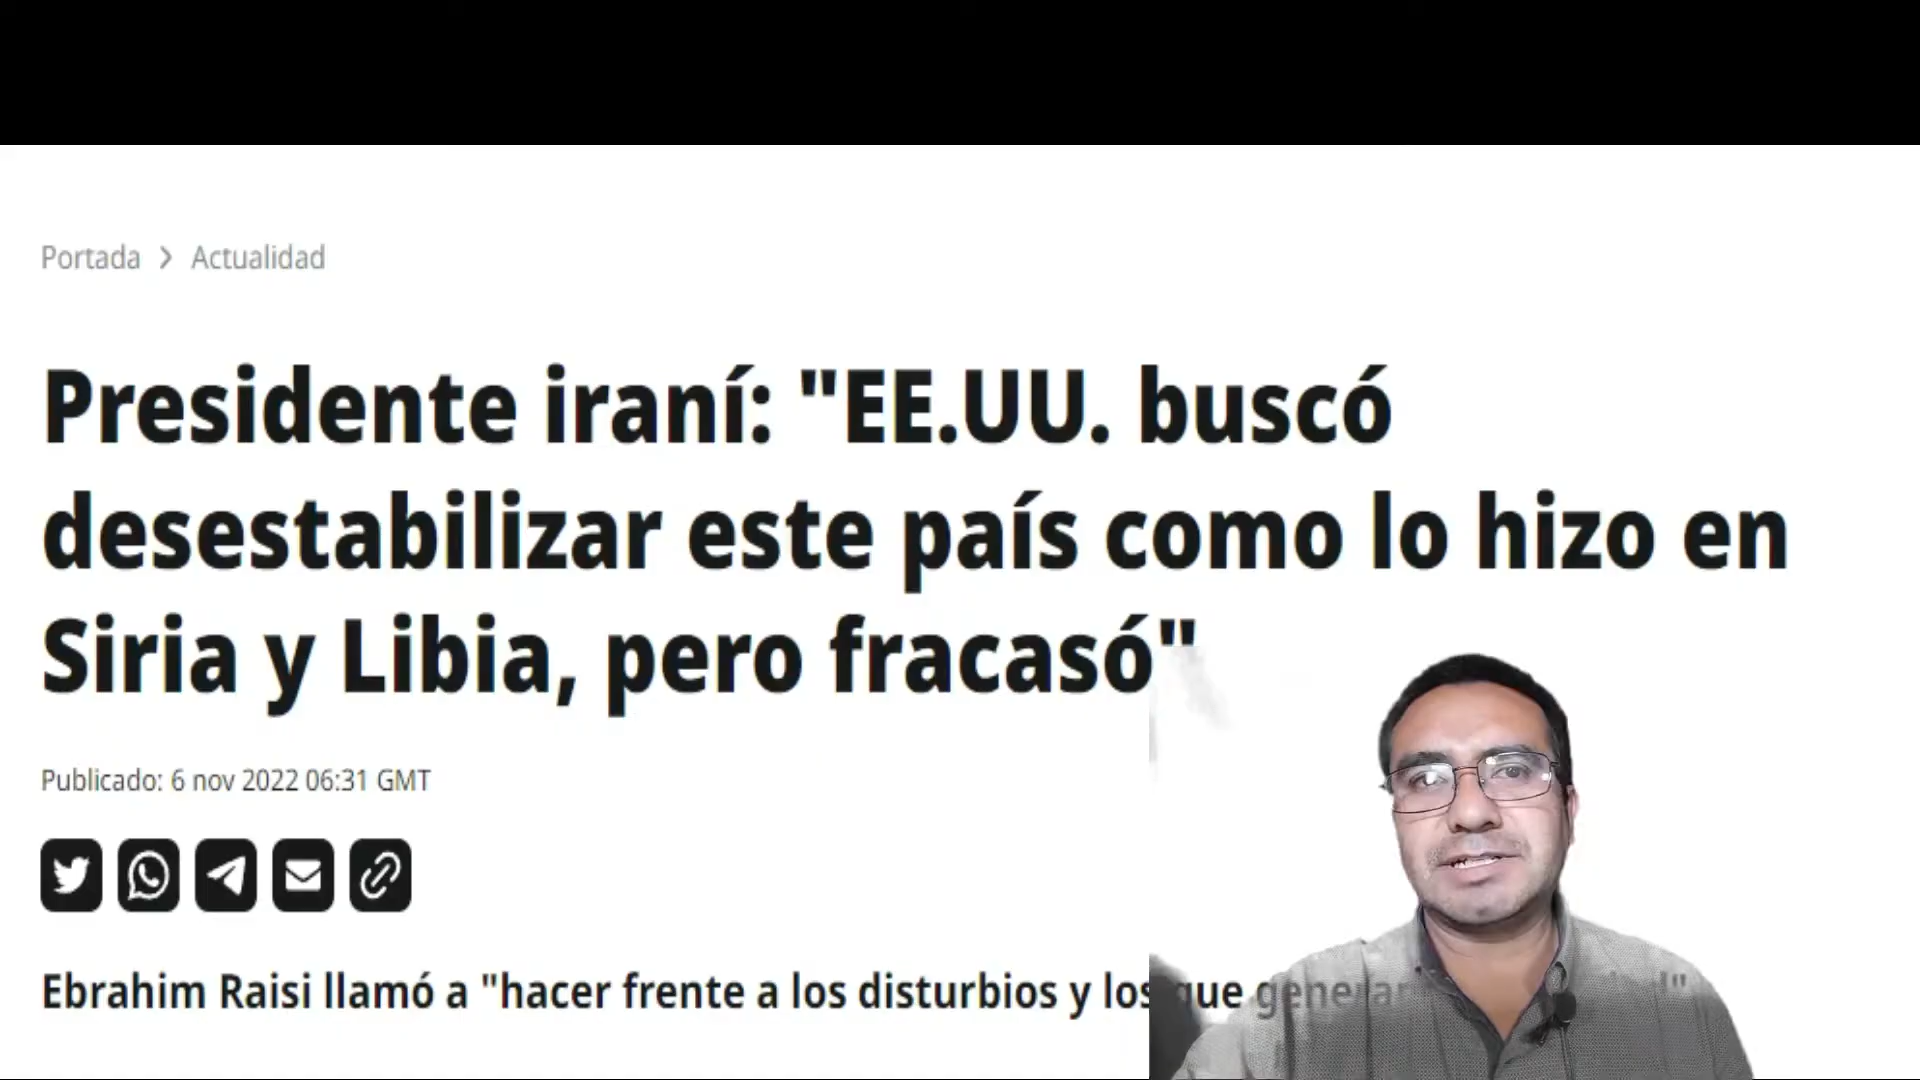 Portada > Actualidad
Presidente iraní: "EE.UU. buscó
desestabilizar este país como lo hizo en
Siria y Libia, pero fracasó"
Publicado: 6 nov 2022 06:31 GMT
Ebrahim Raisi llamó a "hacer frente a los disturbios y los que generan